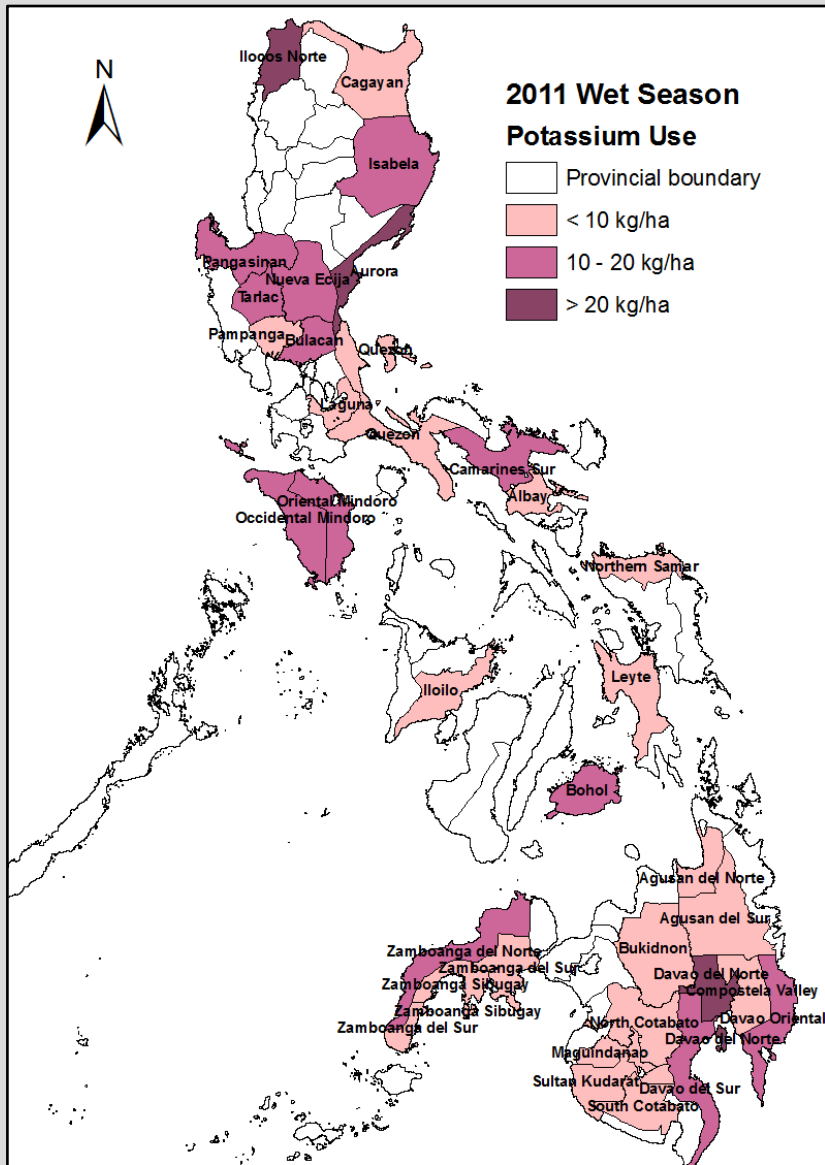 Ilocos Norte
N
Cagayan
2011 Wet Season
Potassium Use
Provincial boundary
< 10 kg/ha
10 - 20 kg/ha
> 20 kg/ha
Isabela
Pangasinan
Nueva Ecija
Aurora
Tarlac
Pampanga
Bulacan
Quezon
Laguna
Quezon
Camarines Sur
Albay
Oriental Mindoro
Occidental Mindoro
Northern Samar
Leyte
Iloilo
Bohol
Agusan del Norte
Agusan del Sur
Bukidnon
Zamboanga del Norte
Zamboanga del Sur
Zamboanga Sibugay
Zamboanga Sibugay
Zamboanga del Sur
Davao del Norte
Compostela Valley
Davao Oriental
North Cotabato
Davao del Norte
Maguindanao
Sultan Kudarat
Davao del Sur
South Cotabato